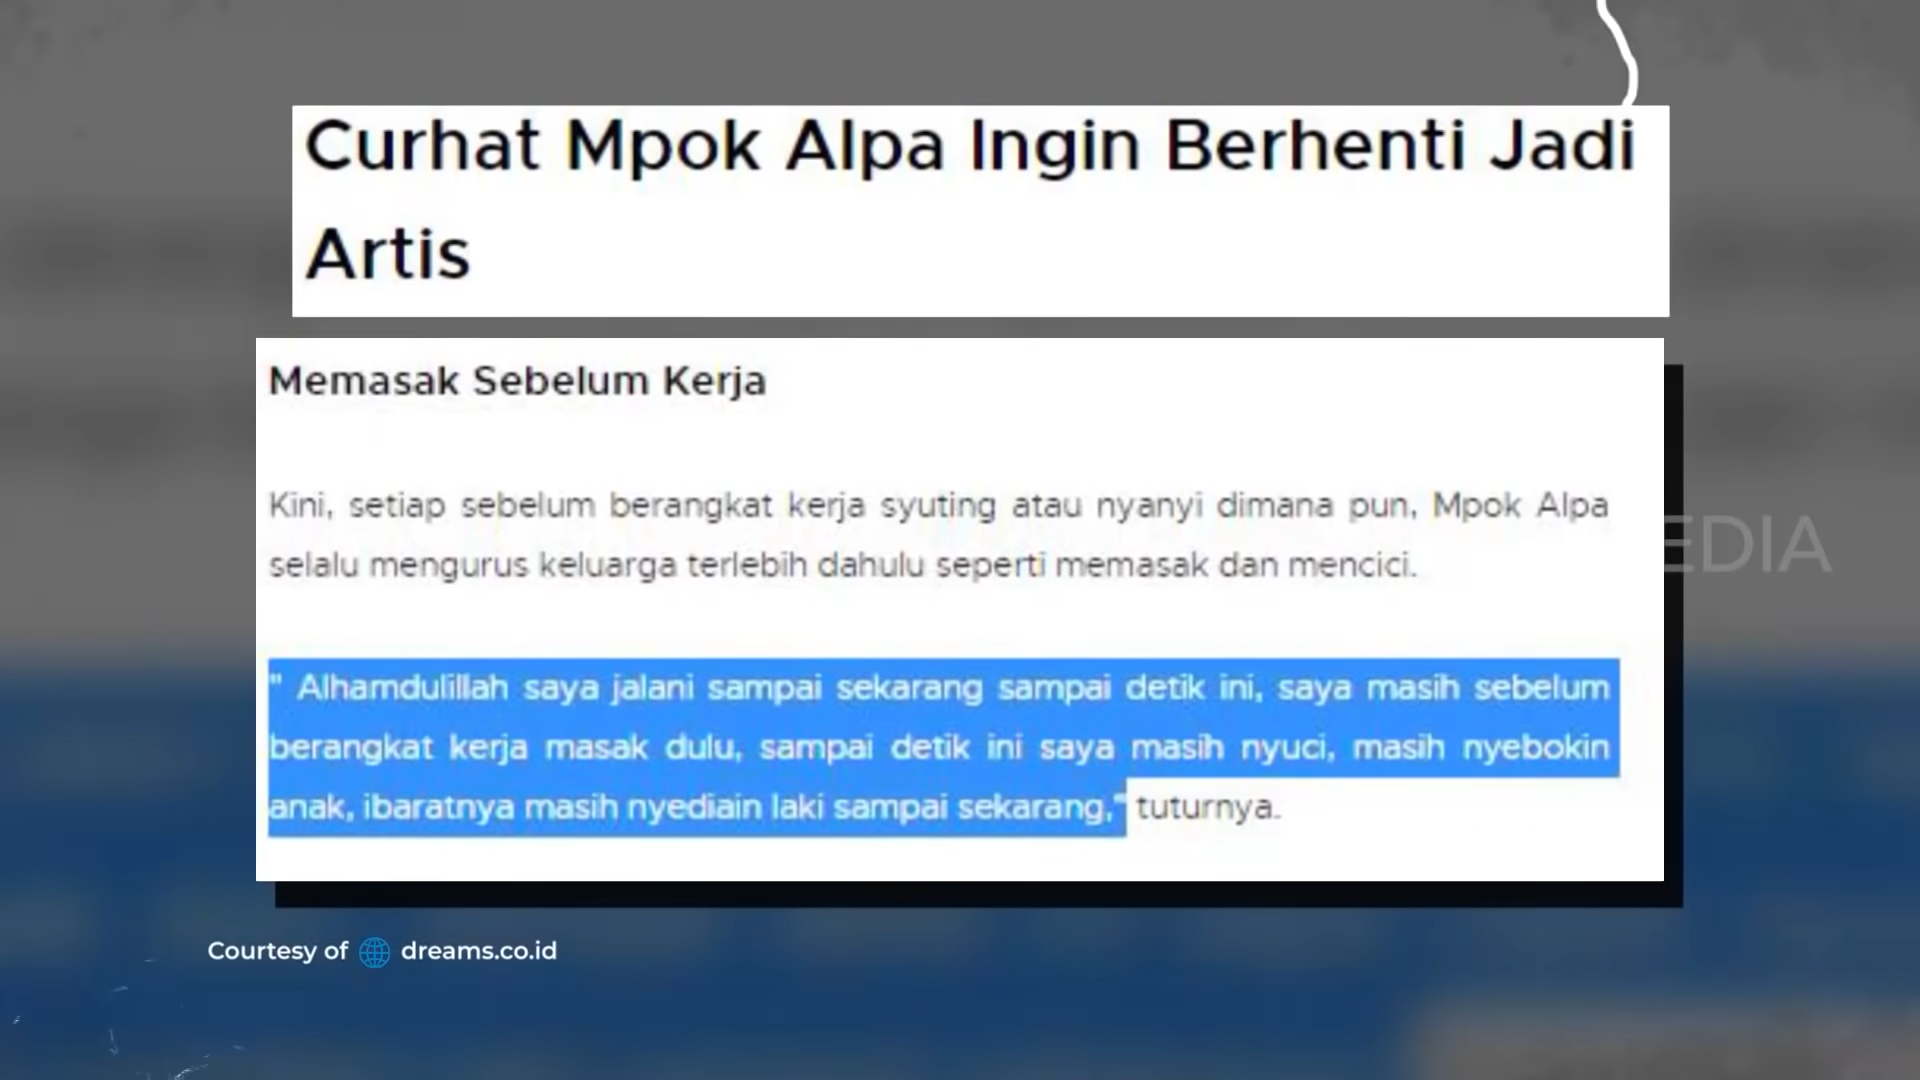 Curhat Mpok Alpa Ingin Berhenti Jadi
Artis
Memasak Sebelum Kerja
Kini, setiap sebelum berangkat kerja syuting atau nyanyi dimana pun, Mpok Alpa
selalu mengurus keluarga terlebih dahulu seperti memasak dan mencici.
EDIA
" Alhamdulillah saya jalani sampai sekarang sampai detik ini, saya masih sebelum
berangkat kerja masak dulu, sampai detik ini saya masih nyuci, masih nyebokin
anak, ibaratnya masih nyediain laki sampai sekarang," tuturnya.
Courtesy of dreams.co.id